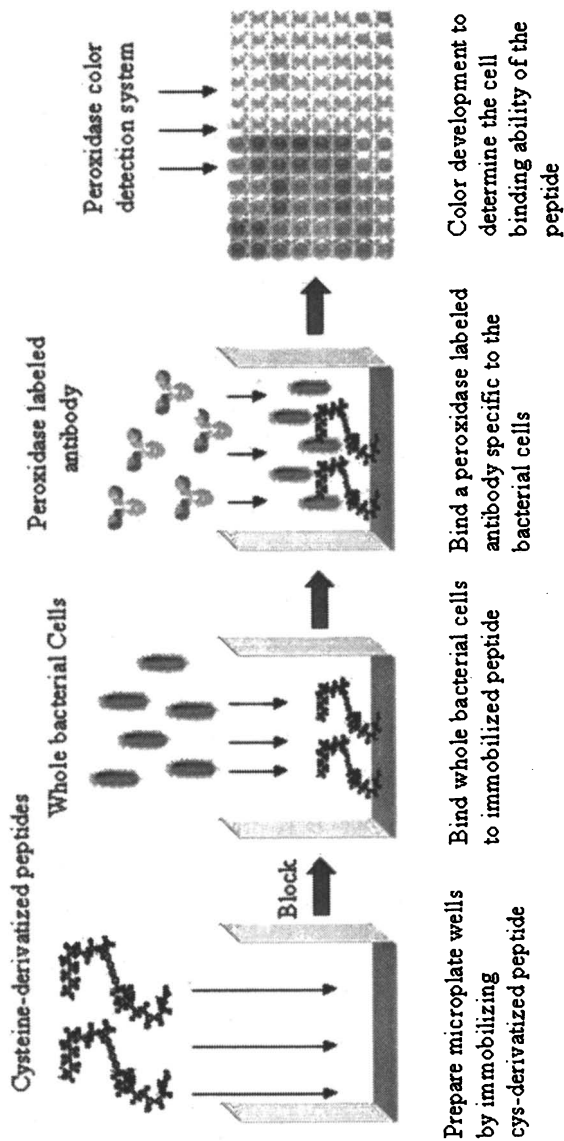 Cysteine-derivatized peptides
Block
Prepare microplate wells
by immobilizing
cys-derivatized peptide
Whole bacterial Cells
Bind whole bacterial cells
to immobilized peptide
Peroxidase labeled
antibody
Bind a peroxidase labeled
antibody specific to the
bacterial cells
Peroxidase color
detection system
Color development to
determine the cell
binding ability of the
peptide